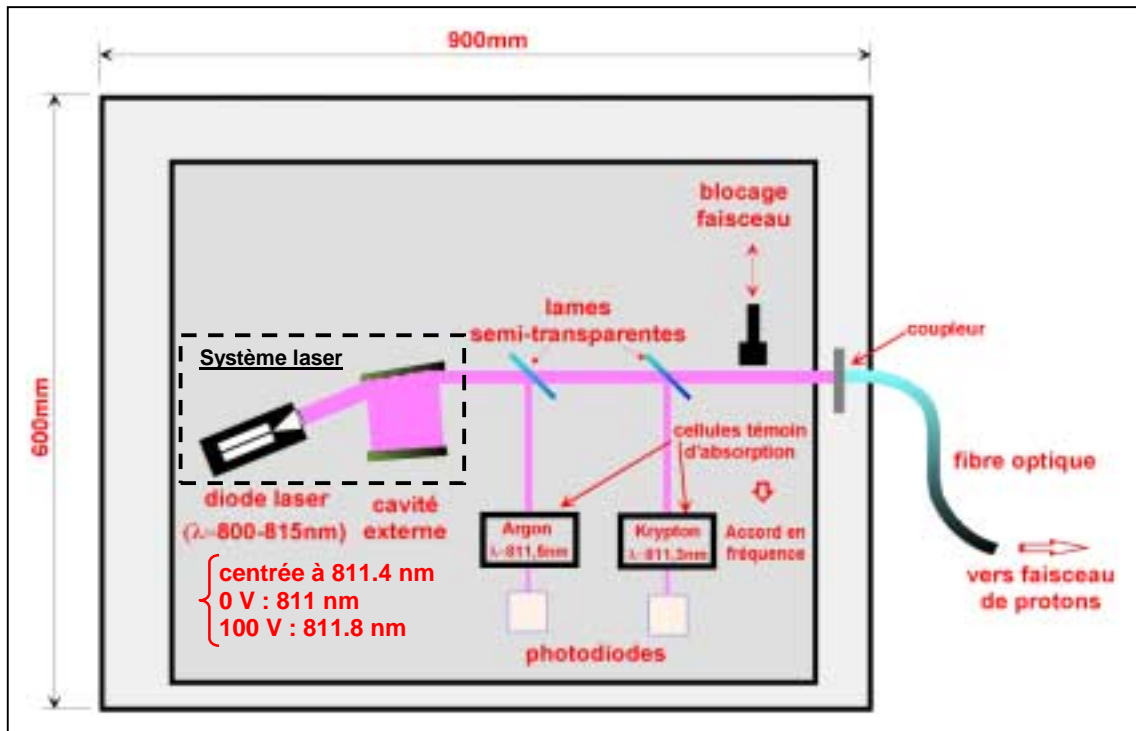 900mm
600mm
blocage
faisceau
lames
semi-transparentes
coupleur
Système laser
cellules témoin
d'absorption
fibre optique
diode laser
(λ=800-815nm)
cavité
externe
Argon
λ=811,5nm
Krypton
λ=811,3nm
Accord en
fréquence
vers faisceau
de protons
centrée à 811.4 nm
0 V : 811 nm
100 V : 811.8 nm
photodiodes